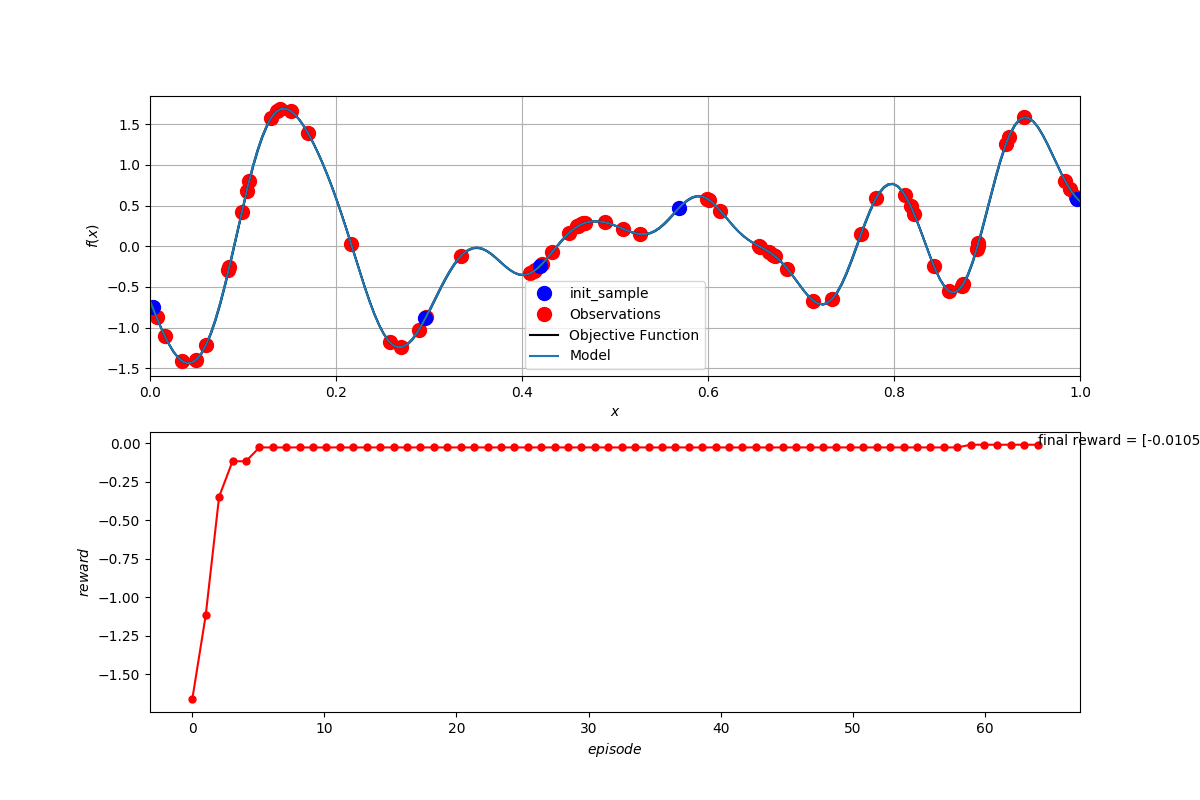 1.5
1.0
0.5
0.0
−0.5
−1.0
−1.5
f(x)
init_sample
Observations
Objective Function
Model
0.0 0.2 0.4 0.6 0.8 1.0
x
0.00
−0.25
−0.50
−0.75
−1.00
−1.25
−1.50
reward
final reward = [-0.0105
0 10 20 30 40 50 60
episode